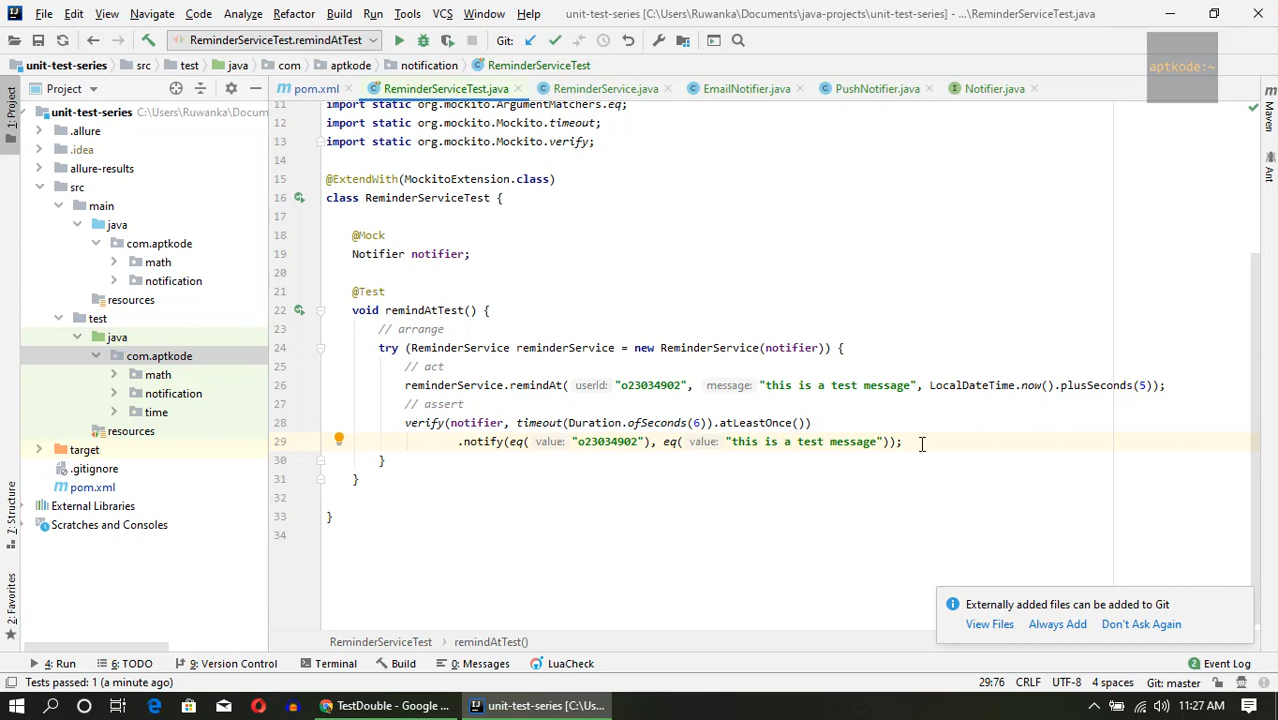 File Edit View Navigate Code Analyze Refactor Build Run Tools VCS Window Help unit-test-series [C:\Users\Ruwanka\Documents\java-projects\unit-test-series] - ...\ReminderServiceTest.java
ReminderServiceTest.remindAtTest Git:
aptkode:~
unit-test-series src test java com aptkode notification ReminderServiceTest
Project pom.xml ReminderServiceTest.java ReminderService.java EmailNotifier.java PushNotifier.java Notifier.java
1: Project
7: Structure
2: Favorites
Maven
Ant
unit-test-series C:\Users\Ruwanka\Docum
.allure
.idea
allure-results
src
main
java
com.aptkode
math
notification
resources
test
java
com.aptkode
math
notification
time
resources
target
.gitignore
pom.xml
External Libraries
Scratches and Consoles
11 import static org.mockito.ArgumentMatchers.eq;
12 import static org.mockito.Mockito.timeout;
13 import static org.mockito.Mockito.verify;
14
15 @ExtendWith(MockitoExtension.class)
16 class ReminderServiceTest {
17
18 @Mock
19 Notifier notifier;
20
21 @Test
22 void remindAtTest() {
23 // arrange
24 try (ReminderService reminderService = new ReminderService(notifier)) {
25 // act
26 reminderService.remindAt( userId: "o23034902", message: "this is a test message", LocalDateTime.now().plusSeconds(5));
27 // assert
28 verify(notifier, timeout(Duration.ofSeconds(6)).atLeastOnce())
29 .notify(eq( value: "o23034902"), eq( value: "this is a test message"));
30 }
31 }
32
33 }
34
Externally added files can be added to Git
View Files Always Add Don't Ask Again
ReminderServiceTest remindAtTest()
4: Run 6: TODO 9: Version Control Terminal Build 0: Messages LuaCheck 2 Event Log
Tests passed: 1 (a minute ago) 29:76 CRLF UTF-8 4 spaces Git: master
TestDouble - Google ... unit-test-series [C:\Us... 11:27 AM